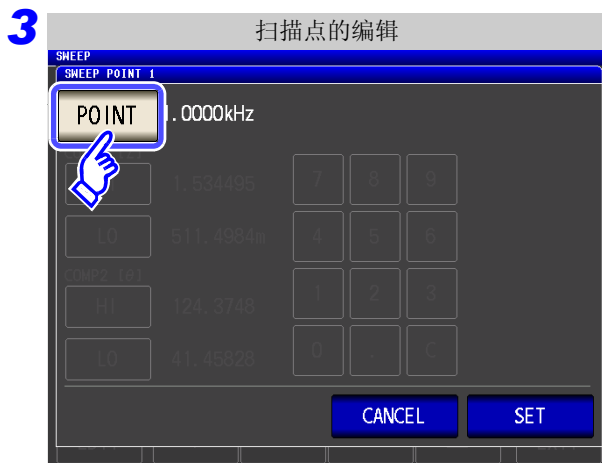 3
扫描点的编辑
SWEEP
SWEEP POINT 1
POINT 1.0000kHz
1.534495 7 8 9
LO 511.4984m 4 5 6
COMP2 [θ]
HI 124.3748 1 2 3
LO 41.45828 0 . C
CANCEL SET